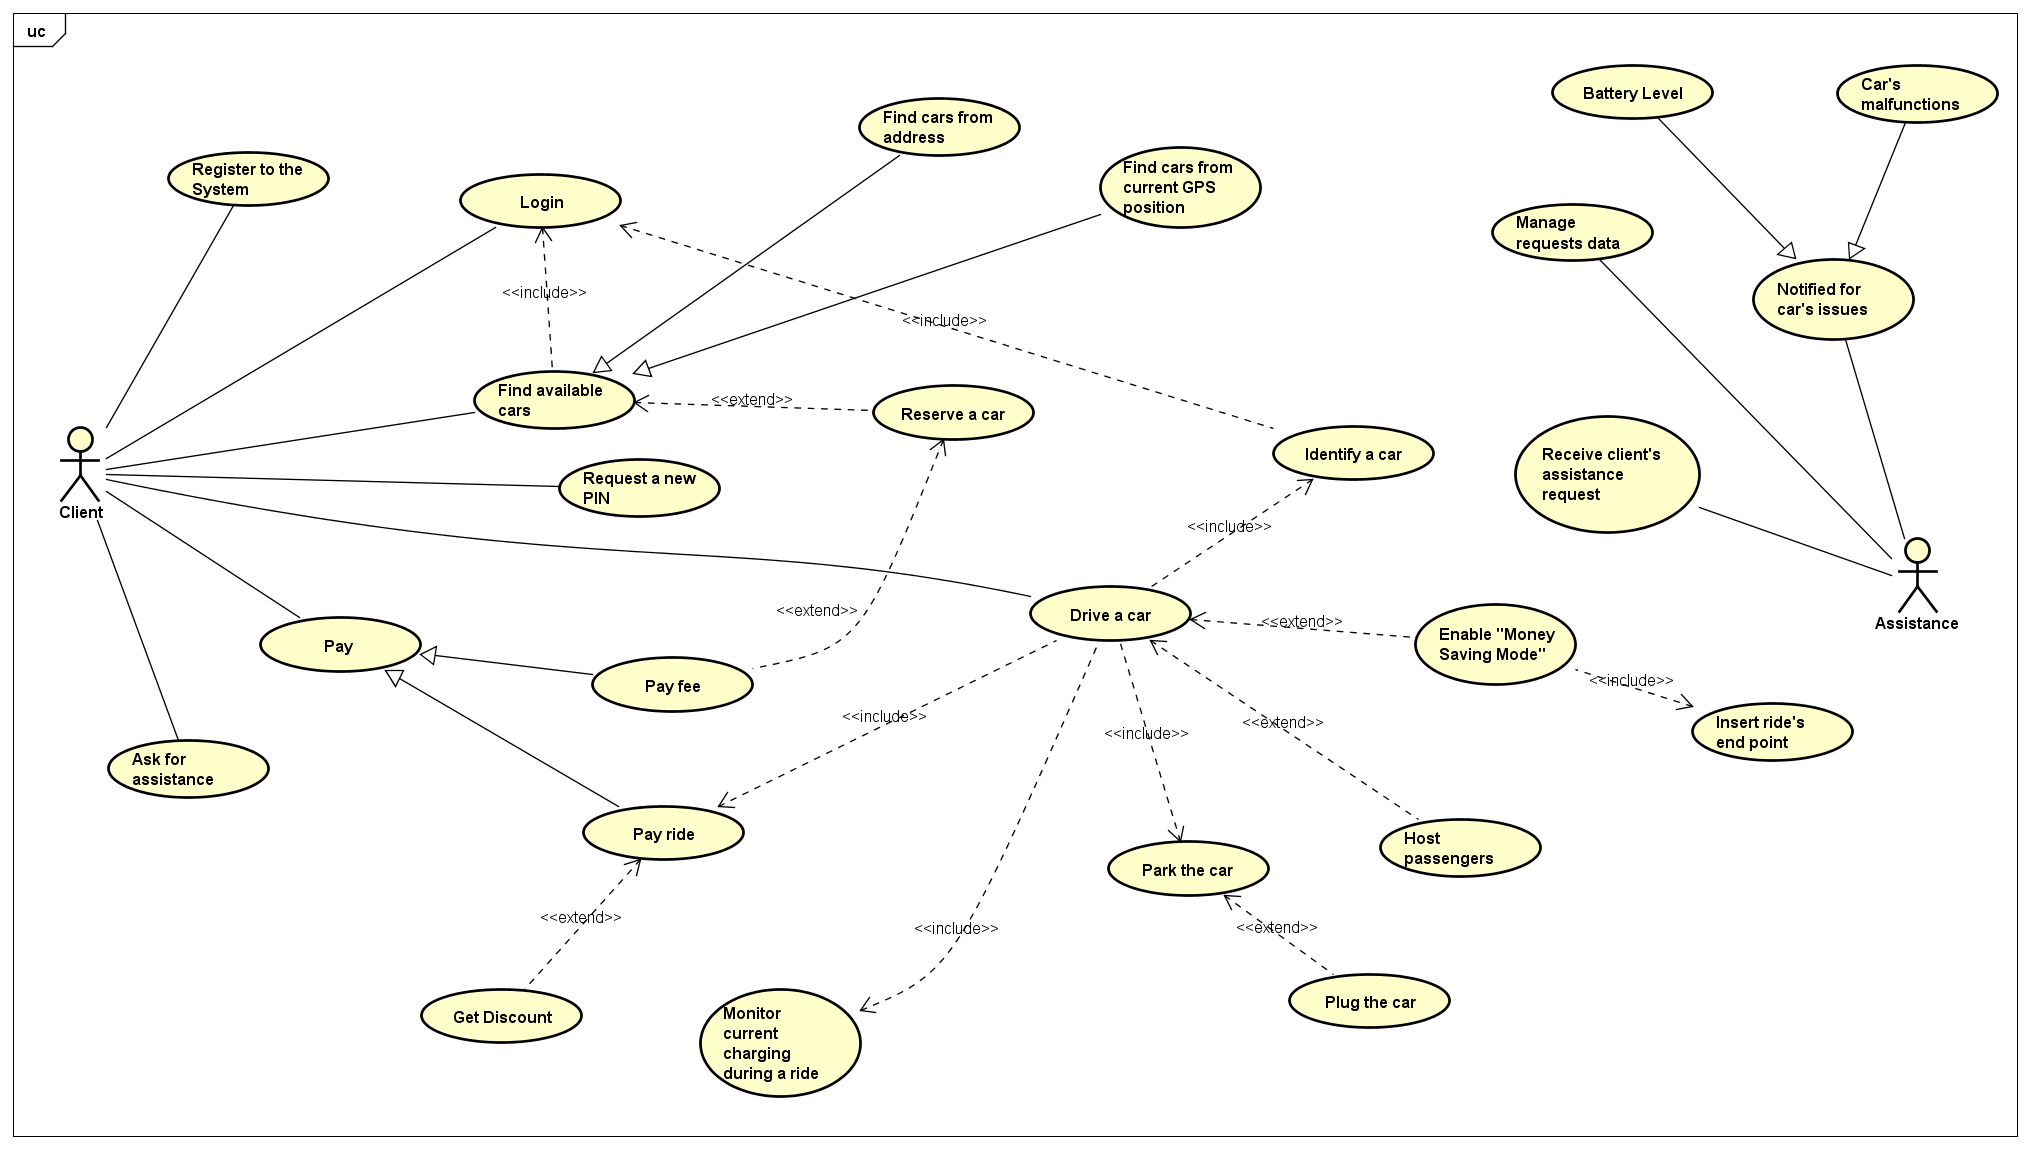 uc
Battery Level
Car's
malfunctions
Find cars from
address
Register to the
System
Find cars from
current GPS
position
Login
Manage
requests data
<<include>>
Notified for
car's issues
<<include>>
Find available
cars
<<extend>>
Reserve a car
Identify a car
Receive client's
assistance
request
Request a new
PIN
Client
<<include>>
<<extend>>
Drive a car
<<extend>>
Enable "Money
Saving Mode"
Assistance
Pay
Pay fee
<<include>>
<<include>>
<<include>>
<<extend>>
Insert ride's
end point
Ask for
assistance
Pay ride
Host
passengers
Park the car
<<extend>>
<<include>>
<<extend>>
Get Discount
Plug the car
Monitor
current
charging
during a ride